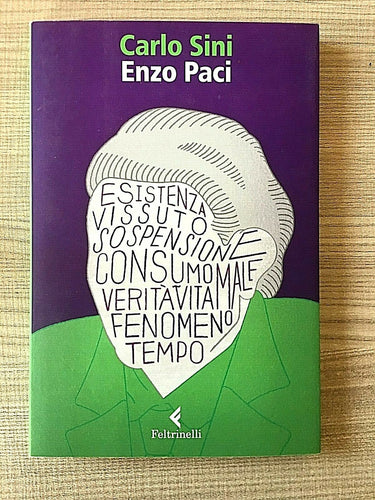 Carlo Sini
Enzo Paci
ESISTENZA
VISSUTO
SOSPENSIONE
CONSUMO MALE
VERITÀ VITA
FENOMENO
TEMPO
Feltrinelli